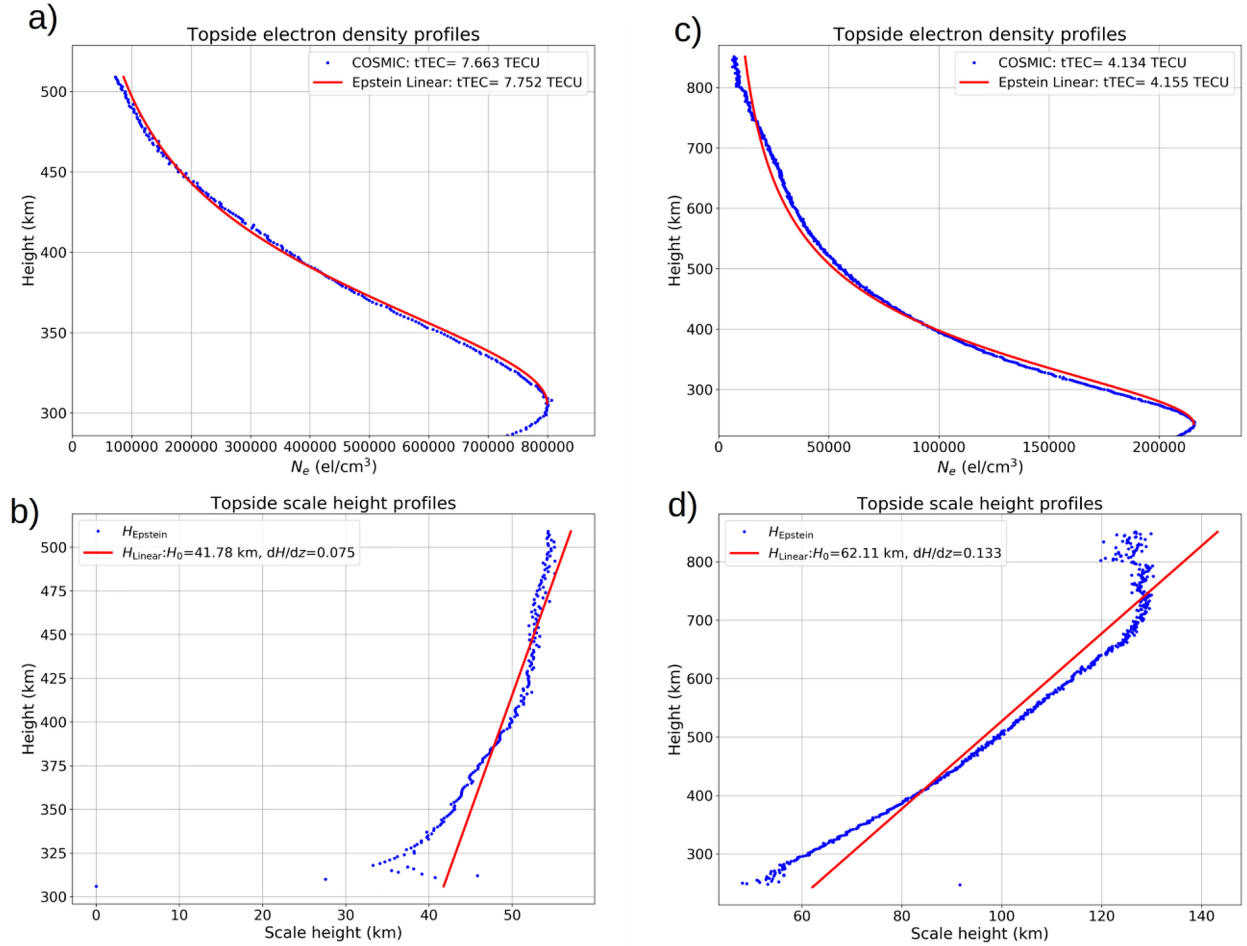 a)
Topside electron density profiles
COSMIC: tTEC= 7.663 TECU
Epstein Linear: tTEC= 7.752 TECU
500
450
400
350
300
Height (km)
0 100000 200000 300000 400000 500000 600000 700000 800000
Nₑ (el/cm³)
c)
Topside electron density profiles
COSMIC: tTEC= 4.134 TECU
Epstein Linear: tTEC= 4.155 TECU
800
700
600
500
400
300
Height (km)
0 50000 100000 150000 200000
Nₑ (el/cm³)
b)
Topside scale height profiles
H_Epstein
H_Linear:H₀=41.78 km, dH/dz=0.075
500
475
450
425
400
375
350
325
300
Height (km)
0 10 20 30 40 50
Scale height (km)
d)
Topside scale height profiles
H_Epstein
H_Linear:H₀=62.11 km, dH/dz=0.133
800
700
600
500
400
300
Height (km)
60 80 100 120 140
Scale height (km)